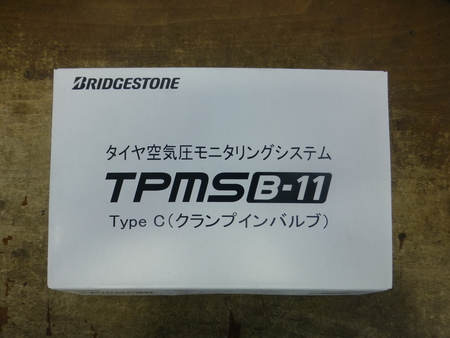 BRIDGESTONE
タイヤ空気圧モニタリングシステム
TPMS B-11
Type C(クランプインバルブ)